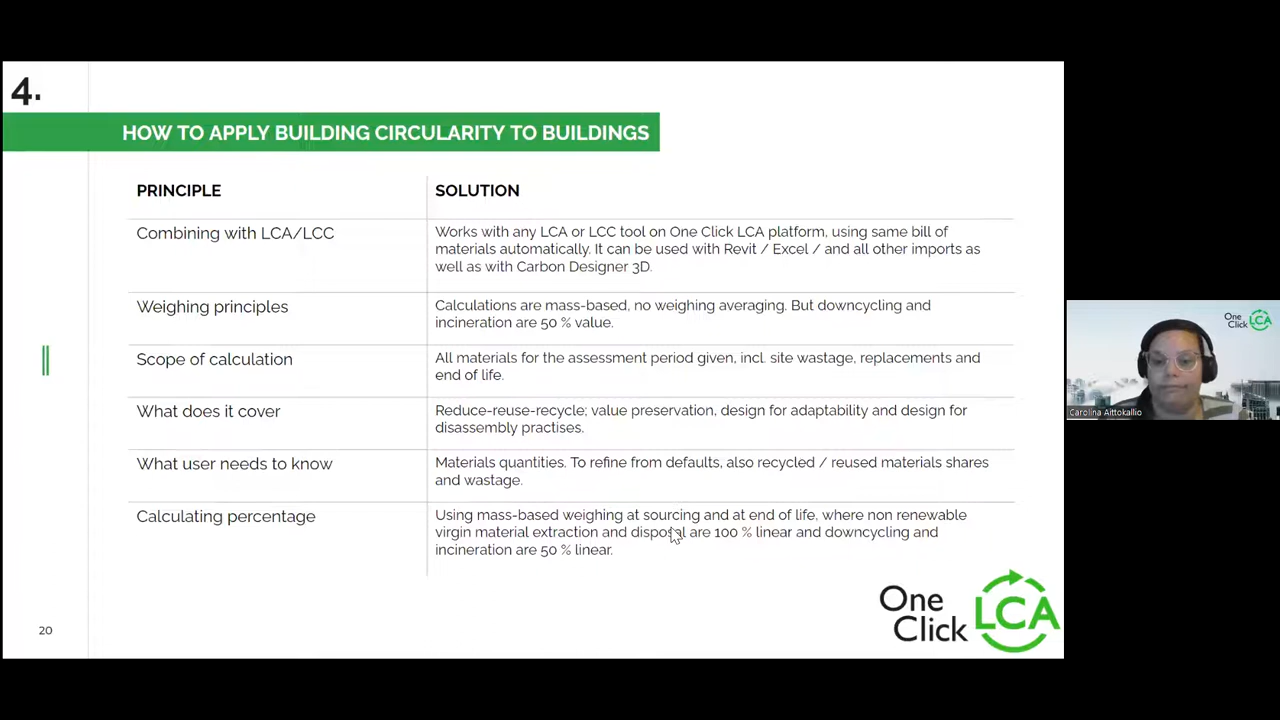 4.
HOW TO APPLY BUILDING CIRCULARITY TO BUILDINGS
PRINCIPLE
SOLUTION
Combining with LCA/LCC
Works with any LCA or LCC tool on One Click LCA platform, using same bill of
materials automatically. It can be used with Revit / Excel / and all other imports as
well as with Carbon Designer 3D.
Weighing principles
Calculations are mass-based, no weighing averaging. But downcycling and
incineration are 50 % value.
Scope of calculation
All materials for the assessment period given, incl. site wastage, replacements and
end of life.
What does it cover
Reduce-reuse-recycle; value preservation, design for adaptability and design for
disassembly practises.
What user needs to know
Materials quantities. To refine from defaults, also recycled / reused materials shares
and wastage.
Calculating percentage
Using mass-based weighing at sourcing and at end of life, where non renewable
virgin material extraction and disposal are 100 % linear and downcycling and
incineration are 50 % linear.
20
One
Click LCA
One
Click LCA
Carolina Aittokallio